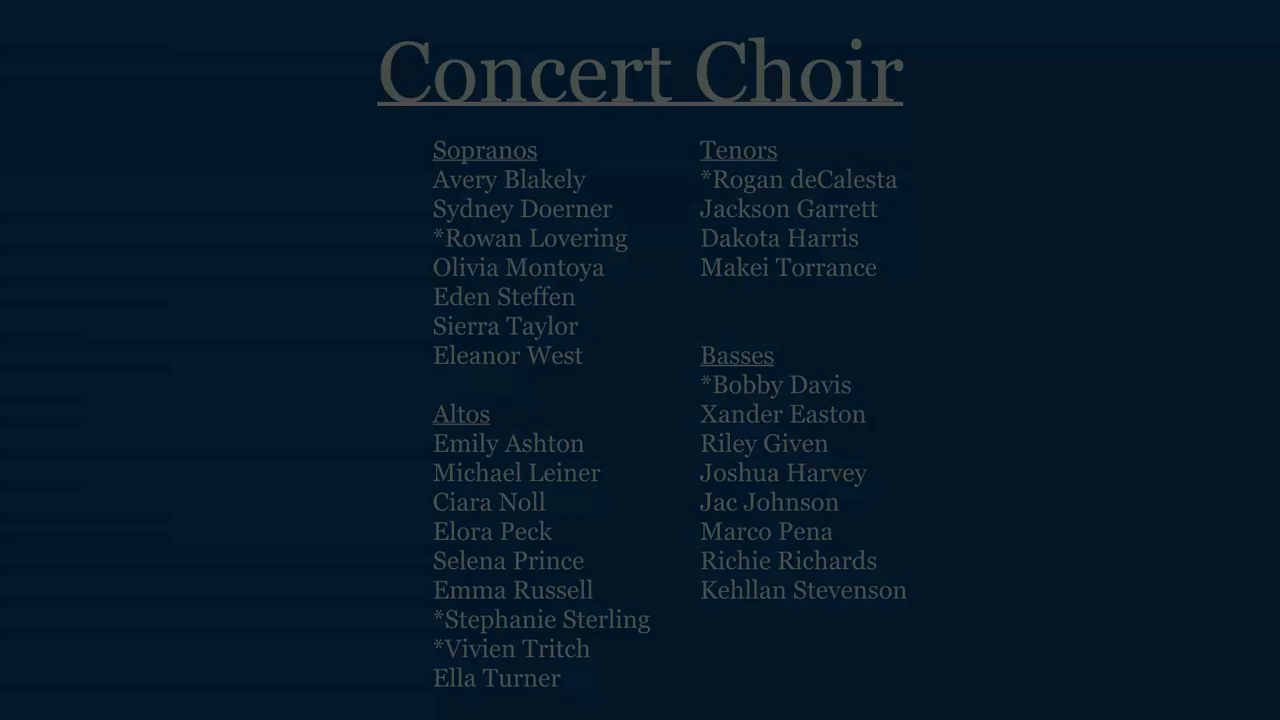 Concert Choir
Sopranos
Avery Blakely
Sydney Doerner
*Rowan Lovering
Olivia Montoya
Eden Steffen
Sierra Taylor
Eleanor West
Altos
Emily Ashton
Michael Leiner
Ciara Noll
Elora Peck
Selena Prince
Emma Russell
*Stephanie Sterling
*Vivien Tritch
Ella Turner
Tenors
*Rogan deCalesta
Jackson Garrett
Dakota Harris
Makei Torrance
Basses
*Bobby Davis
Xander Easton
Riley Given
Joshua Harvey
Jac Johnson
Marco Pena
Richie Richards
Kehllan Stevenson